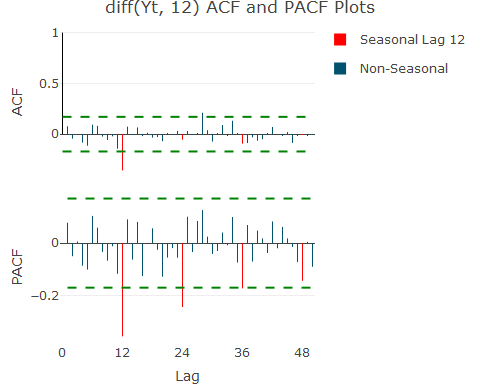 diff(Yt, 12) ACF and PACF Plots
1
Seasonal Lag 12
Non-Seasonal
0.5
ACF
0
0
PACF
−0.2
0 12 24 36 48
Lag